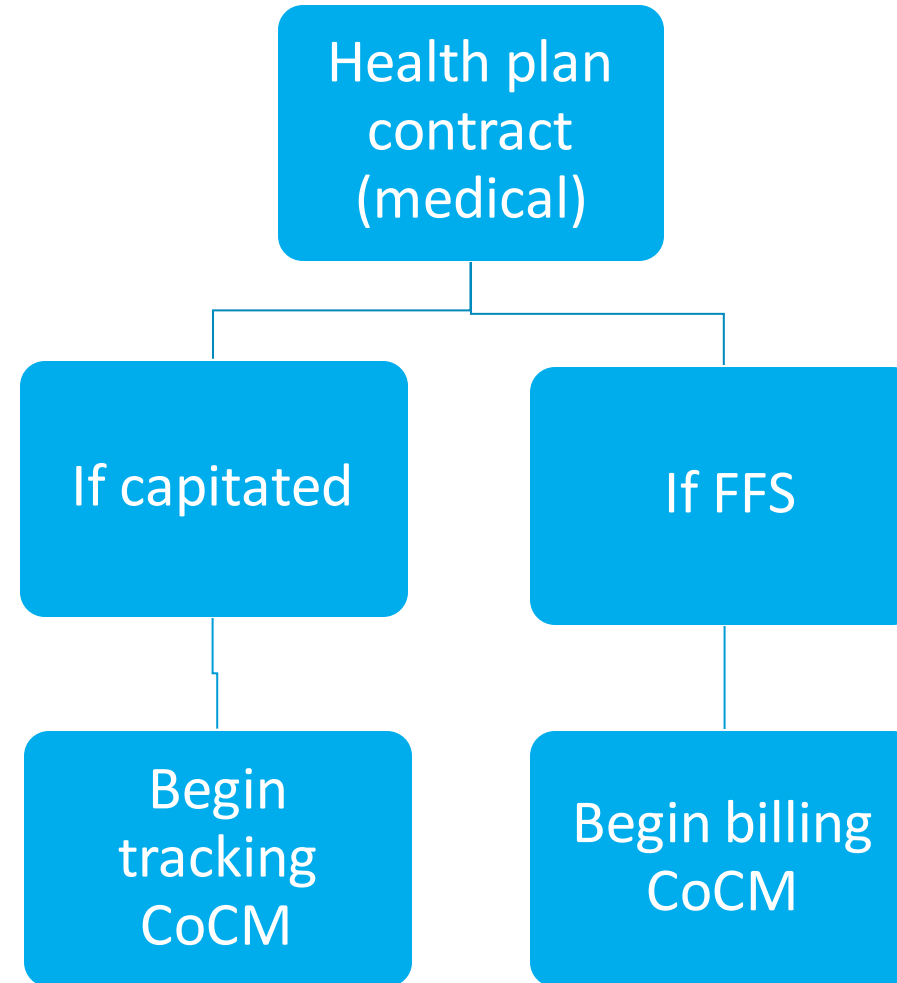 Health plan
contract
(medical)
If capitated
If FFS
Begin
tracking
CoCM
Begin billing
CoCM